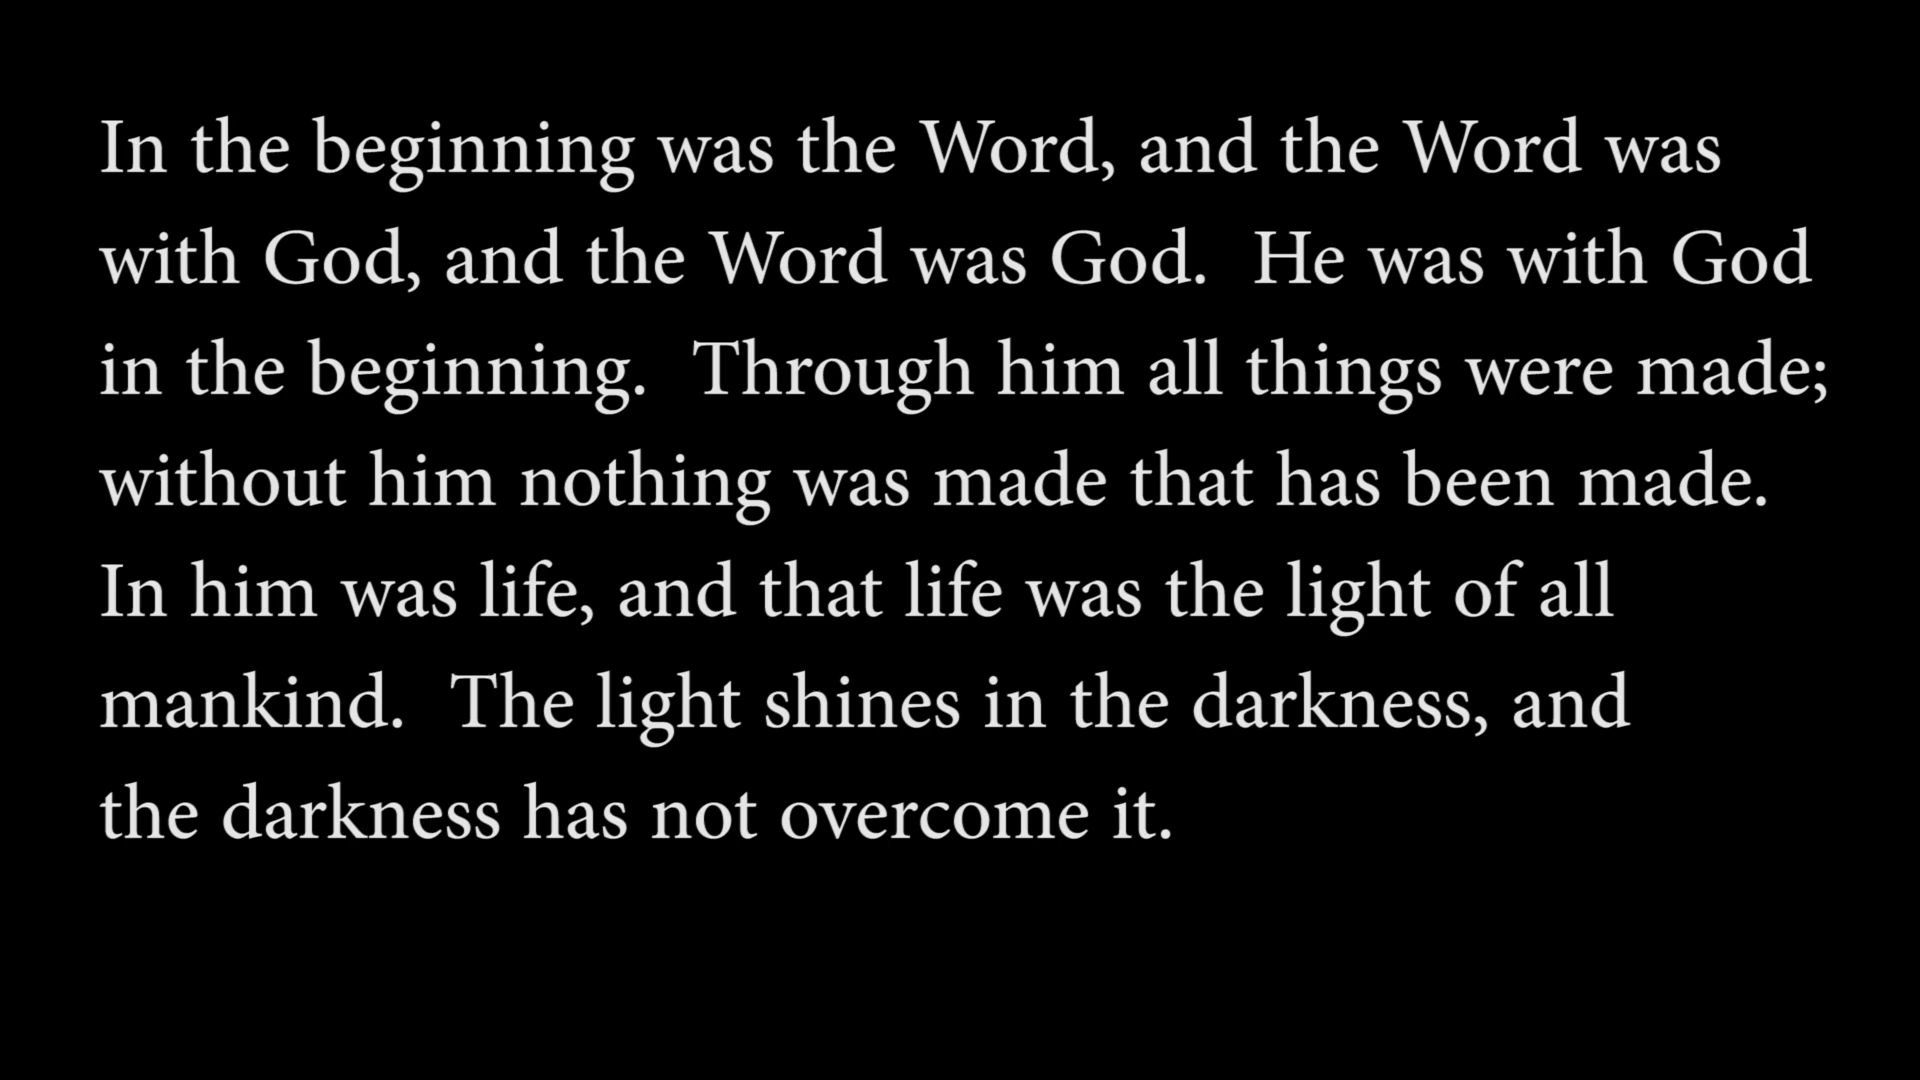 In the beginning was the Word, and the Word was
with God, and the Word was God.  He was with God
in the beginning.  Through him all things were made;
without him nothing was made that has been made.
In him was life, and that life was the light of all
mankind.  The light shines in the darkness, and
the darkness has not overcome it.